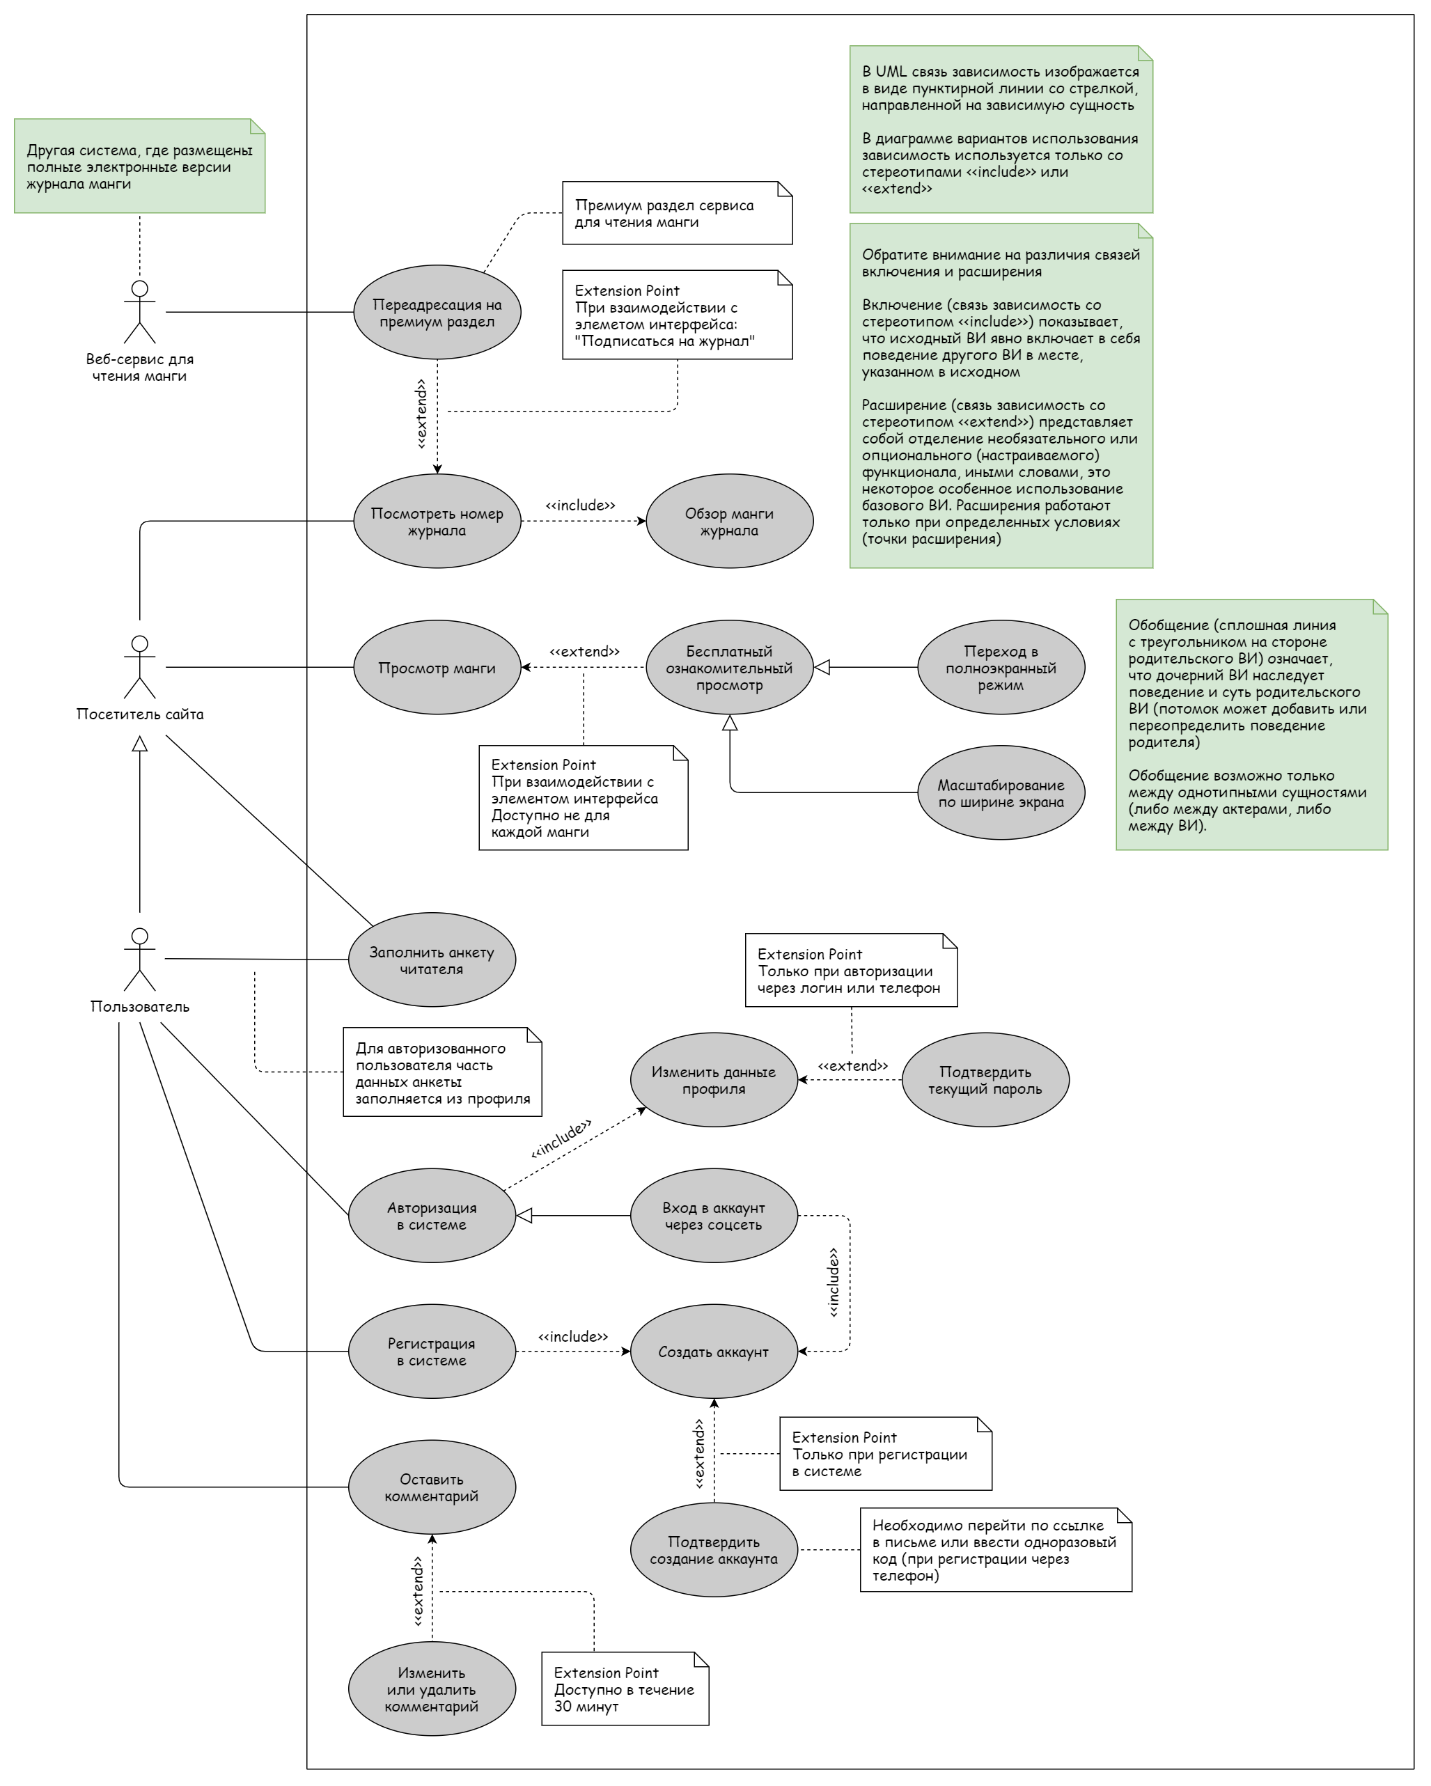 В UML связь зависимость изображается
в виде пунктирной линии со стрелкой,
направленной на зависимую сущность
В диаграмме вариантов использования
зависимость используется только со
стереотипами <<include>> или
<<extend>>
Другая система, где размещены
полные электронные версии
журнала манги
Премиум раздел сервиса
для чтения манги
Обратите внимание на различия связей
включения и расширения
Включение (связь зависимость со
стереотипом <<include>>) показывает,
что исходный ВИ явно включает в себя
поведение другого ВИ в месте,
указанном в исходном
Расширение (связь зависимость со
стереотипом <<extend>>) представляет
собой отделение необязательного или
опционального (настраиваемого)
функционала, иными словами, это
некоторое особенное использование
базового ВИ. Расширения работают
только при определенных условиях
(точки расширения)
Переадресация на
премиум раздел
Extension Point
При взаимодействии с
элеметом интерфейса:
"Подписаться на журнал"
Веб-сервис для
чтения манги
<<extend>>
Посмотреть номер
журнала
<<include>>
Обзор манги
журнала
Посетитель сайта
Просмотр манги
<<extend>>
Бесплатный
ознакомительный
просмотр
Переход в
полноэкранный
режим
Обобщение (сплошная линия
с треугольником на стороне
родительского ВИ) означает,
что дочерний ВИ наследует
поведение и суть родительского
ВИ (потомок может добавить или
переопределить поведение
родителя)
Обобщение возможно только
между однотипными сущностями
(либо между актерами, либо
между ВИ).
Extension Point
При взаимодействии с
элементом интерфейса
Доступно не для
каждой манги
Масштабирование
по ширине экрана
Пользователь
Заполнить анкету
читателя
Extension Point
Только при авторизации
через логин или телефон
Для авторизованного
пользователя часть
данных анкеты
заполняется из профиля
Изменить данные
профиля
<<extend>>
Подтвердить
текущий пароль
<<include>>
Авторизация
в системе
Вход в аккаунт
через соцсеть
<<include>>
Регистрация
в системе
<<include>>
Создать аккаунт
<<extend>>
Extension Point
Только при регистрации
в системе
Оставить
комментарий
Подтвердить
создание аккаунта
Необходимо перейти по ссылке
в письме или ввести одноразовый
код (при регистрации через
телефон)
<<extend>>
Изменить
или удалить
комментарий
Extension Point
Доступно в течение
30 минут